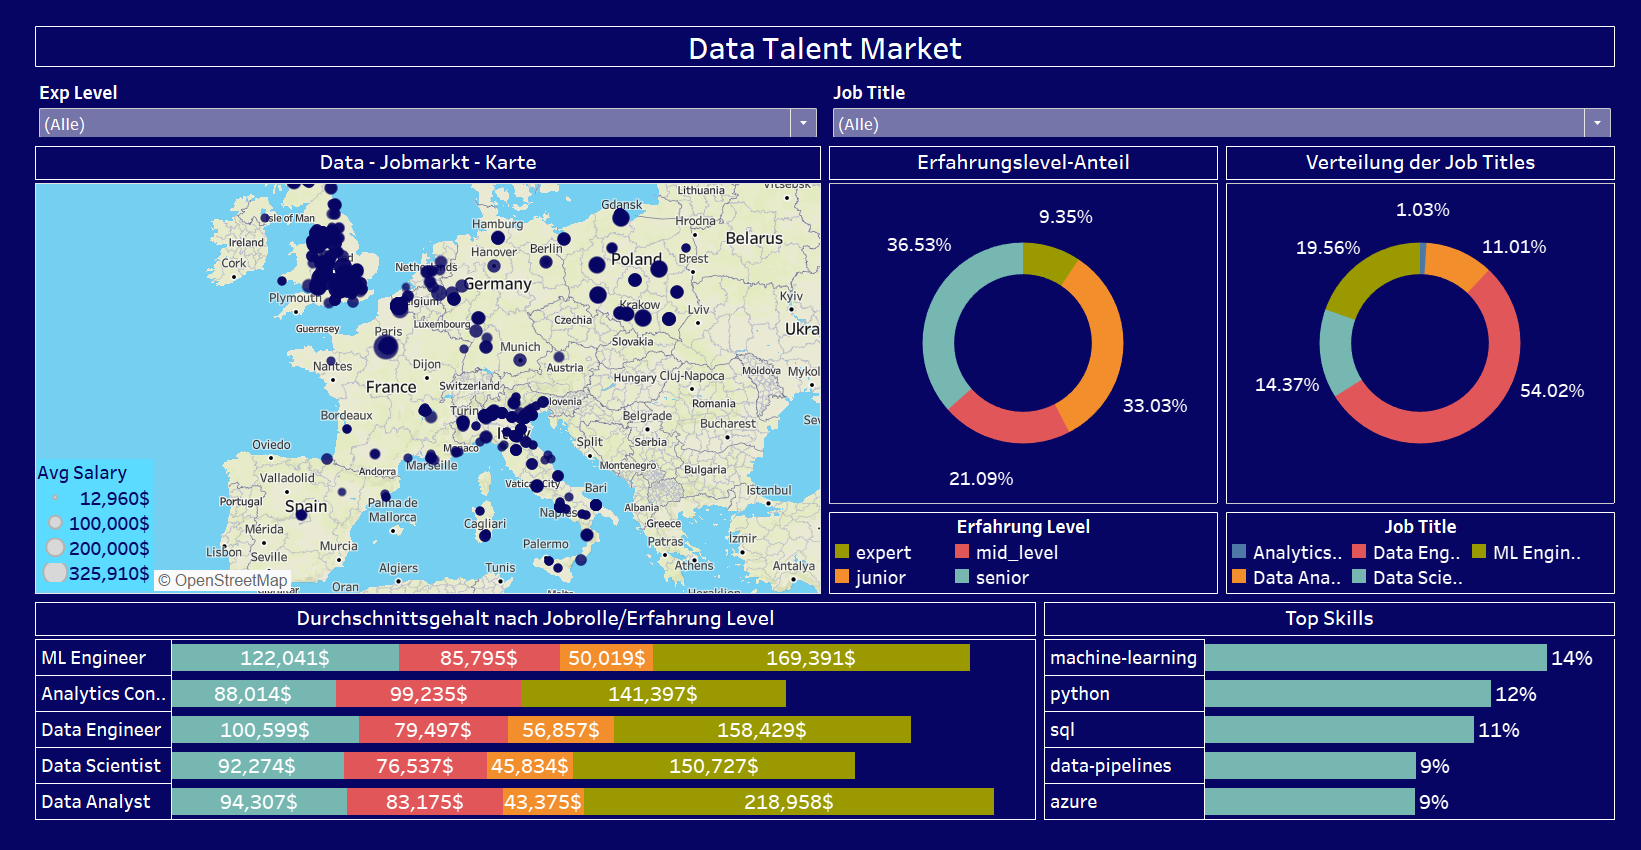 Data Talent Market
Exp Level
Job Title
(Alle)
(Alle)
Data - Jobmarkt - Karte
Erfahrungslevel-Anteil
Verteilung der Job Titles
Lithuania
Vitsebsk
Gdansk
Isle of Man
Hrodna
Hamburg
Belarus
Ireland
Berlin
Hanover
Cork
Poland
Brest
Netherlands
Germany
Plymouth
Belgium
Kyiv
Krakow
Lviv
Guernsey
Paris
Luxembourg
Czechia
Ukra
Slovakia
Munich
Nantes
Dijon
Austria
Moldova
Mykol
France
Switzerland
Hungary
Cluj-Napoca
Turin
lovenia
Romania
Bordeaux
Belgrade
Bucharest
Sev
Oviedo
Monaco
Split
Serbia
Marseille
Montenegro
Bulgaria
Andorra
Valladolid
Vatican City
Bari
Istanbul
Portugal
Spain
Palma de
Mallorca
Naples
Albania
Mérida
Cagliari
Greece
Lisbon
Seville
Murcia
Palermo
Patras
Izmir
Algiers
Tunis
Athens
Antalya
Oran
Malta
Heraklion
Gibraltar
Avg Salary
12,960$
100,000$
200,000$
325,910$
© OpenStreetMap
9.35%
36.53%
33.03%
21.09%
1.03%
19.56%
11.01%
14.37%
54.02%
Erfahrung Level
expert
mid_level
junior
senior
Job Title
Analytics..
Data Eng..
ML Engin..
Data Ana..
Data Scie..
Durchschnittsgehalt nach Jobrolle/Erfahrung Level
ML Engineer 122,041$ 85,795$ 50,019$ 169,391$
Analytics Con.. 88,014$ 99,235$ 141,397$
Data Engineer 100,599$ 79,497$ 56,857$ 158,429$
Data Scientist 92,274$ 76,537$ 45,834$ 150,727$
Data Analyst 94,307$ 83,175$ 43,375$ 218,958$
Top Skills
machine-learning 14%
python 12%
sql 11%
data-pipelines 9%
azure 9%